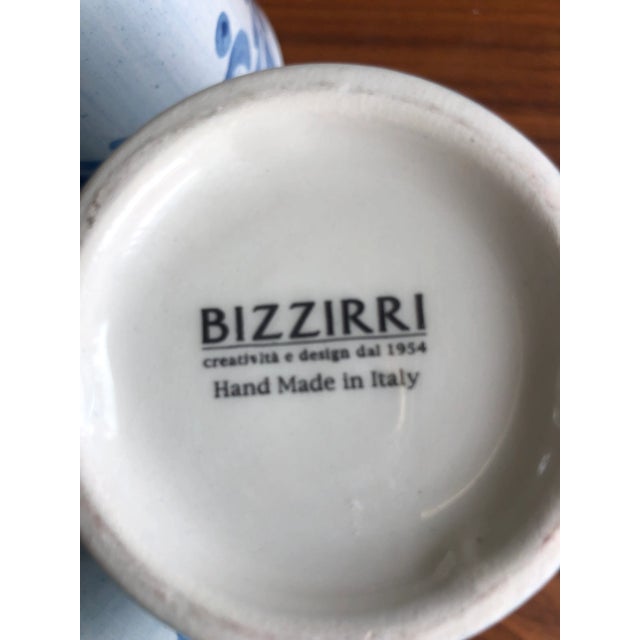 BIZZIRRI
creatività e design dal 1954
Hand Made in Italy